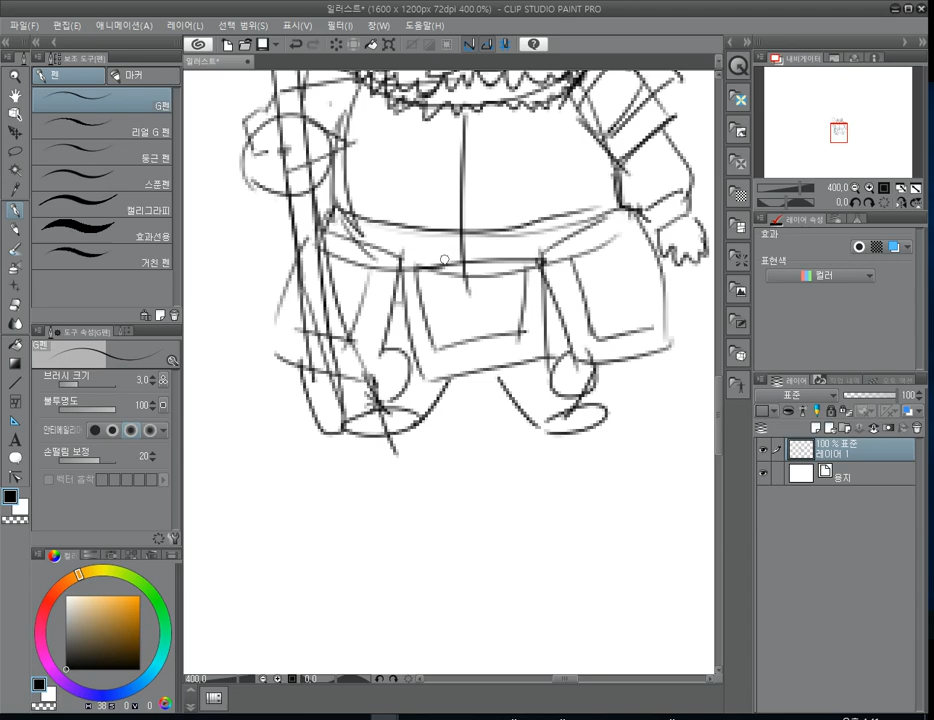 일러스트* (1600 x 1200px 72dpi 400.0%) - CLIP STUDIO PAINT PRO
파일(F) 편집(E) 애니메이션(A) 레이어(L) 선택 범위(S) 표시(V) 필터(I) 창(W) 도움말(H)
보조 도구(펜)
일러스트*
내비게이터
펜 마커
G펜
리얼 G 펜
둥근 펜
스푼펜
캘리그라피
효과선용
거친 펜
400.0
0.0
레이어 속성
효과
표현색
컬러
도구 속성(G펜)
G펜
브러시 크기 3.0
불투명도 100
손떨림 보정 20
벡터 흡착
레이어
표준 100
100 % 표준
레이어 1
용지
컬러
H 38 S 0 V 0
400.0 0.0